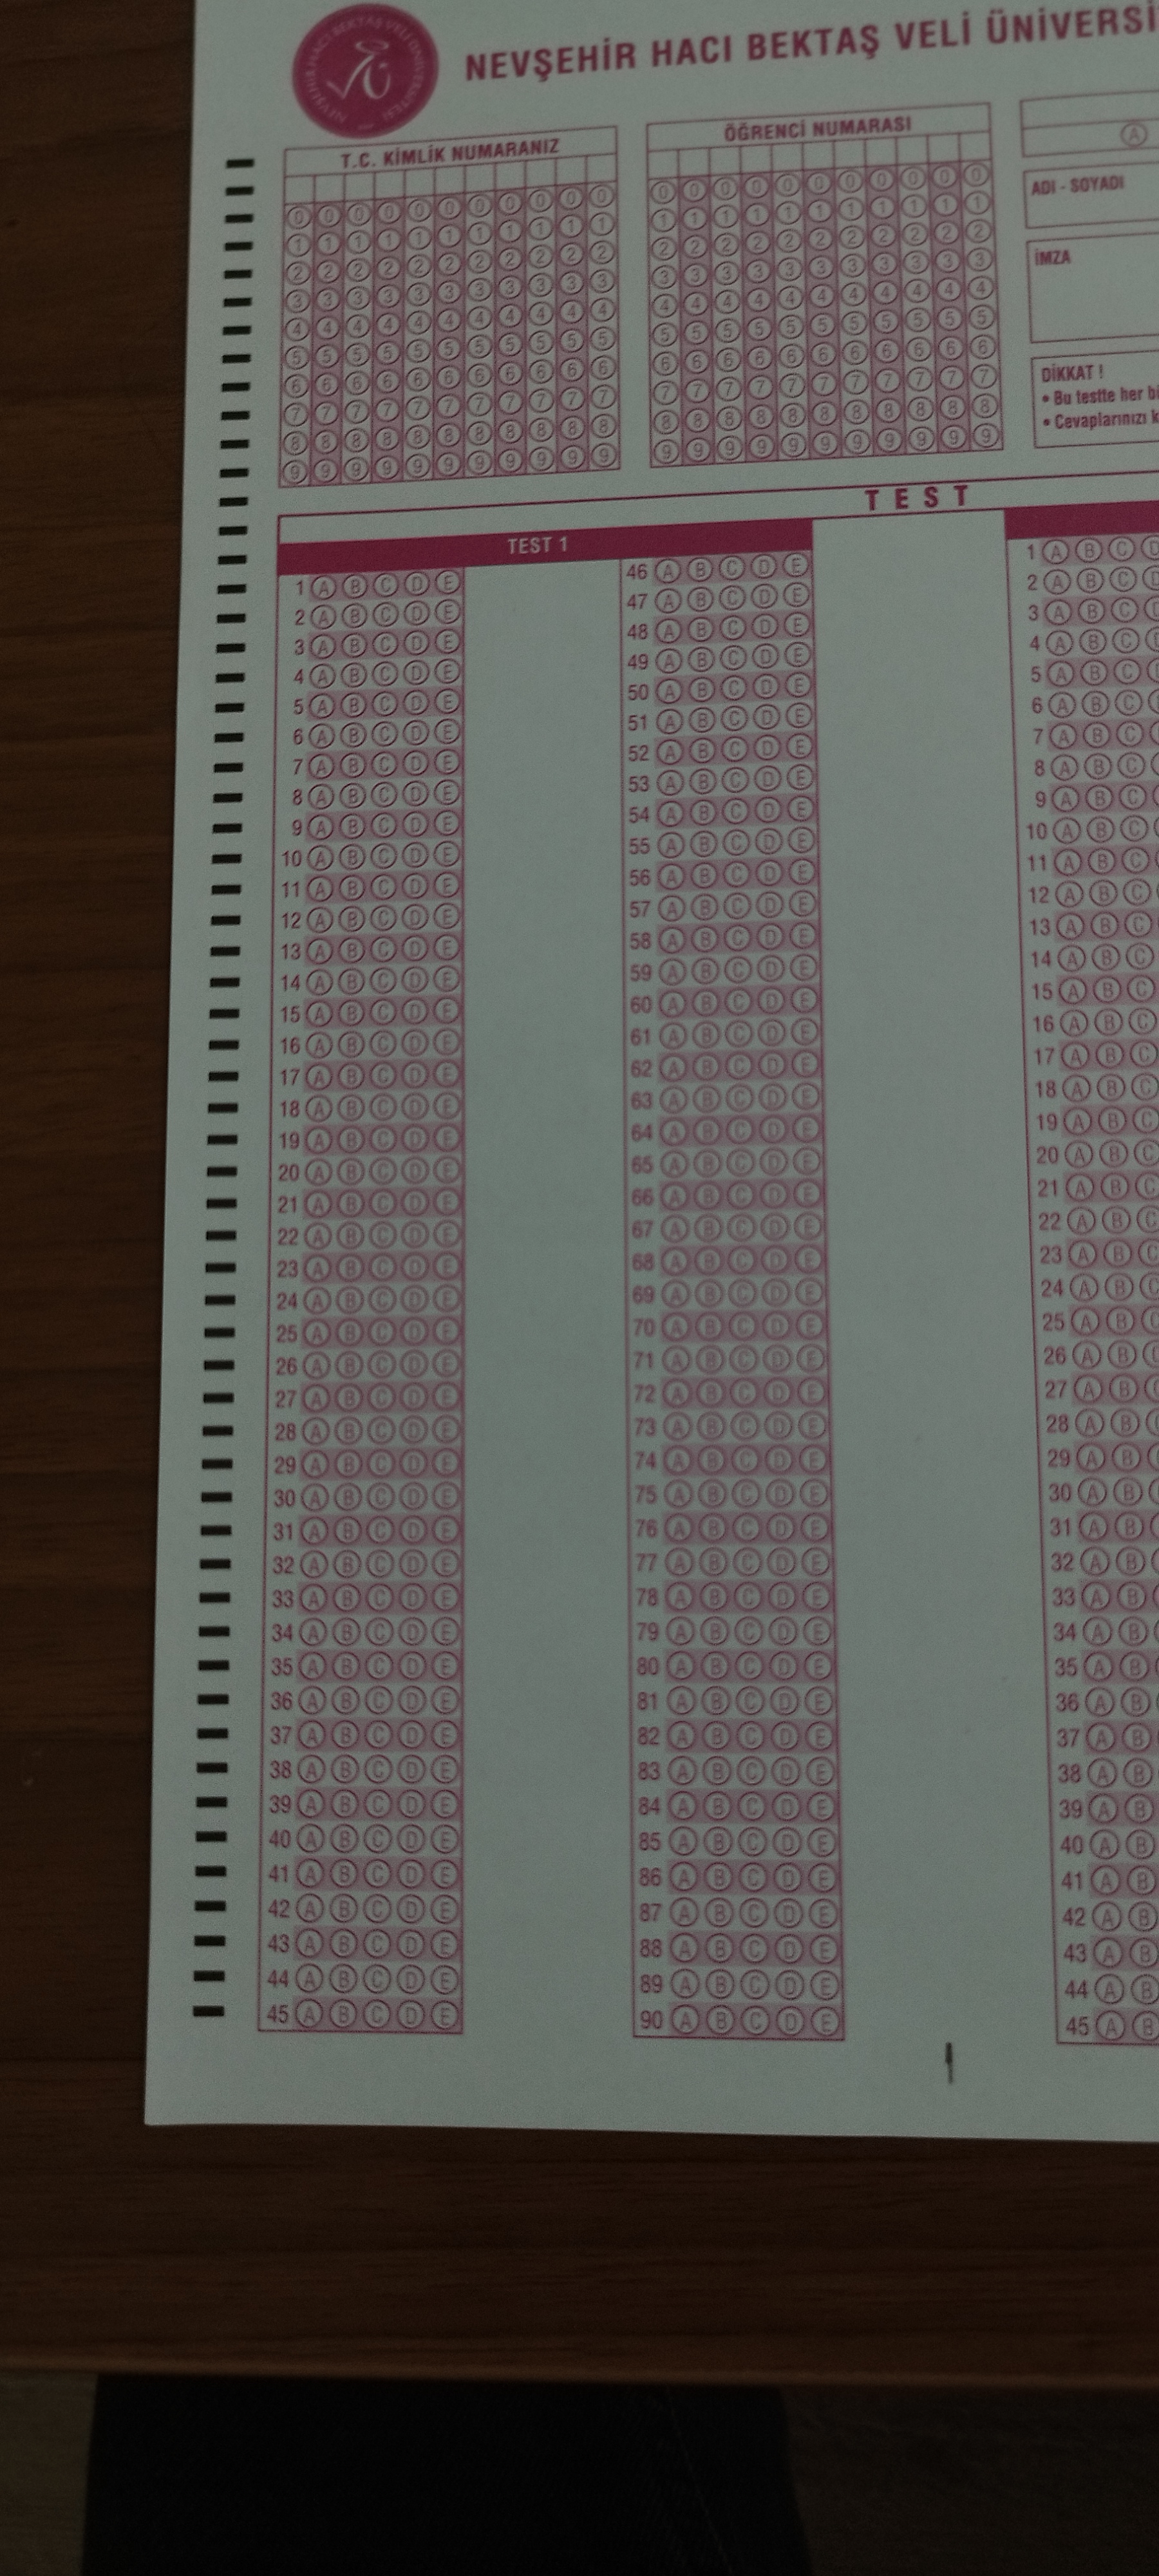 NEVŞEHİR HACI BEKTAŞ VELİ ÜNİVERSİ
T.C. KİMLİK NUMARANIZ
0 0 0 0 0 0 0 0 0 0 0
1 1 1 1 1 1 1 1 1 1 1
2 2 2 2 2 2 2 2 2 2 2
3 3 3 3 3 3 3 3 3 3 3
4 4 4 4 4 4 4 4 4 4 4
5 5 5 5 5 5 5 5 5 5 5
6 6 6 6 6 6 6 6 6 6 6
7 7 7 7 7 7 7 7 7 7 7
8 8 8 8 8 8 8 8 8 8 8
9 9 9 9 9 9 9 9 9 9 9
ÖĞRENCİ NUMARASI
0 0 0 0 0 0 0 0 0 0 0
1 1 1 1 1 1 1 1 1 1 1
2 2 2 2 2 2 2 2 2 2 2
3 3 3 3 3 3 3 3 3 3 3
4 4 4 4 4 4 4 4 4 4 4
5 5 5 5 5 5 5 5 5 5 5
6 6 6 6 6 6 6 6 6 6 6
7 7 7 7 7 7 7 7 7 7 7
8 8 8 8 8 8 8 8 8 8 8
9 9 9 9 9 9 9 9 9 9 9
A
ADI - SOYADI
İMZA
DİKKAT !
• Bu testte her bi
• Cevaplarınızı k
TEST
TEST 1
1 A B C D E
2 A B C D E
3 A B C D E
4 A B C D E
5 A B C D E
6 A B C D E
7 A B C D E
8 A B C D E
9 A B C D E
10 A B C D E
11 A B C D E
12 A B C D E
13 A B C D E
14 A B C D E
15 A B C D E
16 A B C D E
17 A B C D E
18 A B C D E
19 A B C D E
20 A B C D E
21 A B C D E
22 A B C D E
23 A B C D E
24 A B C D E
25 A B C D E
26 A B C D E
27 A B C D E
28 A B C D E
29 A B C D E
30 A B C D E
31 A B C D E
32 A B C D E
33 A B C D E
34 A B C D E
35 A B C D E
36 A B C D E
37 A B C D E
38 A B C D E
39 A B C D E
40 A B C D E
41 A B C D E
42 A B C D E
43 A B C D E
44 A B C D E
45 A B C D E
46 A B C D E
47 A B C D E
48 A B C D E
49 A B C D E
50 A B C D E
51 A B C D E
52 A B C D E
53 A B C D E
54 A B C D E
55 A B C D E
56 A B C D E
57 A B C D E
58 A B C D E
59 A B C D E
60 A B C D E
61 A B C D E
62 A B C D E
63 A B C D E
64 A B C D E
65 A B C D E
66 A B C D E
67 A B C D E
68 A B C D E
69 A B C D E
70 A B C D E
71 A B C D E
72 A B C D E
73 A B C D E
74 A B C D E
75 A B C D E
76 A B C D E
77 A B C D E
78 A B C D E
79 A B C D E
80 A B C D E
81 A B C D E
82 A B C D E
83 A B C D E
84 A B C D E
85 A B C D E
86 A B C D E
87 A B C D E
88 A B C D E
89 A B C D E
90 A B C D E
1 A B C D
2 A B C D
3 A B C D
4 A B C D
5 A B C
6 A B C
7 A B C
8 A B C
9 A B C
10 A B C
11 A B C
12 A B C
13 A B C
14 A B C
15 A B C
16 A B C
17 A B C
18 A B C
19 A B C
20 A B C
21 A B C
22 A B C
23 A B C
24 A B C
25 A B
26 A B
27 A B
28 A B
29 A B
30 A B
31 A B
32 A B
33 A B
34 A B
35 A B
36 A B
37 A B
38 A B
39 A B
40 A B
41 A B
42 A B
43 A B
44 A B
45 A B